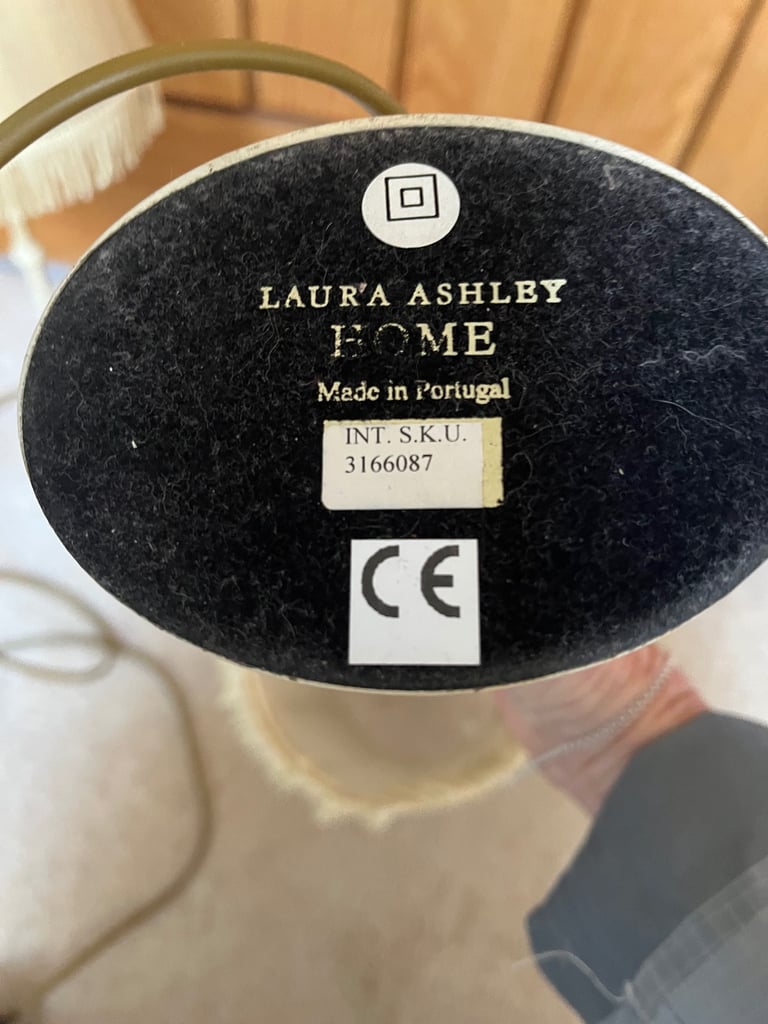 LAURA ASHLEY
HOME
Made in Portugal
INT. S.K.U.
3166087
CE